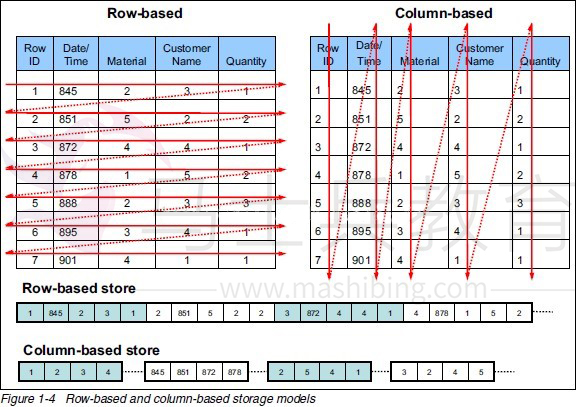 Row-based
Column-based
Row ID Date/ Time Material Customer Name Quantity
1 845 2 3 1
2 851 5 2 2
3 872 4 4 1
4 878 1 5 2
5 888 2 3 3
6 895 3 4 1
7 901 4 1 1
Row ID Date/ Time Material Customer Name Quantity
1 845 2 3 1
2 851 5 2 2
3 872 4 4 1
4 878 1 5 2
5 888 2 3 3
6 895 3 4 1
7 901 4 1 1
马士兵教育
www.mashibing.com
Row-based store
1 845 2 3 1 2 851 5 2 2 3 872 4 4 1 4 878 1 5 2
Column-based store
1 2 3 4 845 851 872 878 2 5 4 1 3 2 4 5
Figure 1-4 Row-based and column-based storage models